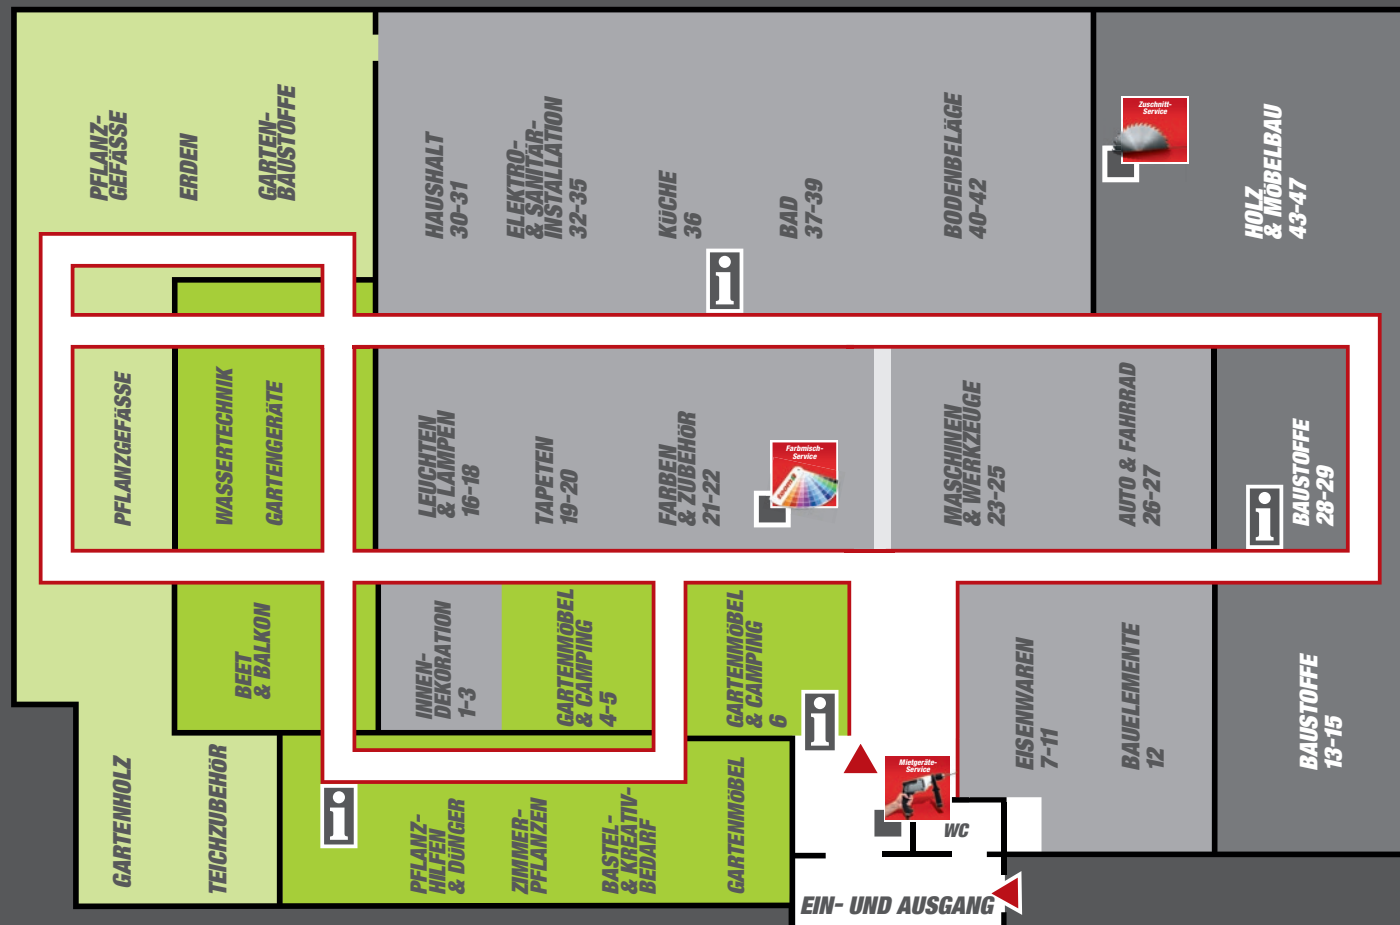 PFLANZ-
GEFÄSSE
ERDEN
GARTEN-
BAUSTOFFE
HAUSHALT
30-31
ELEKTRO-
& SANITÄR-
INSTALLATION
32-35
KÜCHE
36
BAD
37-39
BODENBELÄGE
40-42
Zuschnitt-
Service
HOLZ
& MÖBELBAU
43-47
i
PFLANZGEFÄSSE
WASSERTECHNIK
GARTENGERÄTE
LEUCHTEN
& LAMPEN
16-18
TAPETEN
19-20
FARBEN
& ZUBEHÖR
21-22
Farbmisch-
Service
MASCHINEN
& WERKZEUGE
23-25
AUTO & FAHRRAD
26-27
i
BAUSTOFFE
28-29
BEET
& BALKON
INNEN-
DEKORATION
1-3
GARTENMÖBEL
& CAMPING
4-5
GARTENMÖBEL
& CAMPING
6
i
EISENWAREN
7-11
BAUELEMENTE
12
BAUSTOFFE
13-15
GARTENHOLZ
TEICHZUBEHÖR
i
PFLANZ-
HILFEN
& DÜNGER
ZIMMER-
PFLANZEN
BASTEL-
& KREATIV-
BEDARF
GARTENMÖBEL
Mietgeräte-
Service
WC
EIN- UND AUSGANG